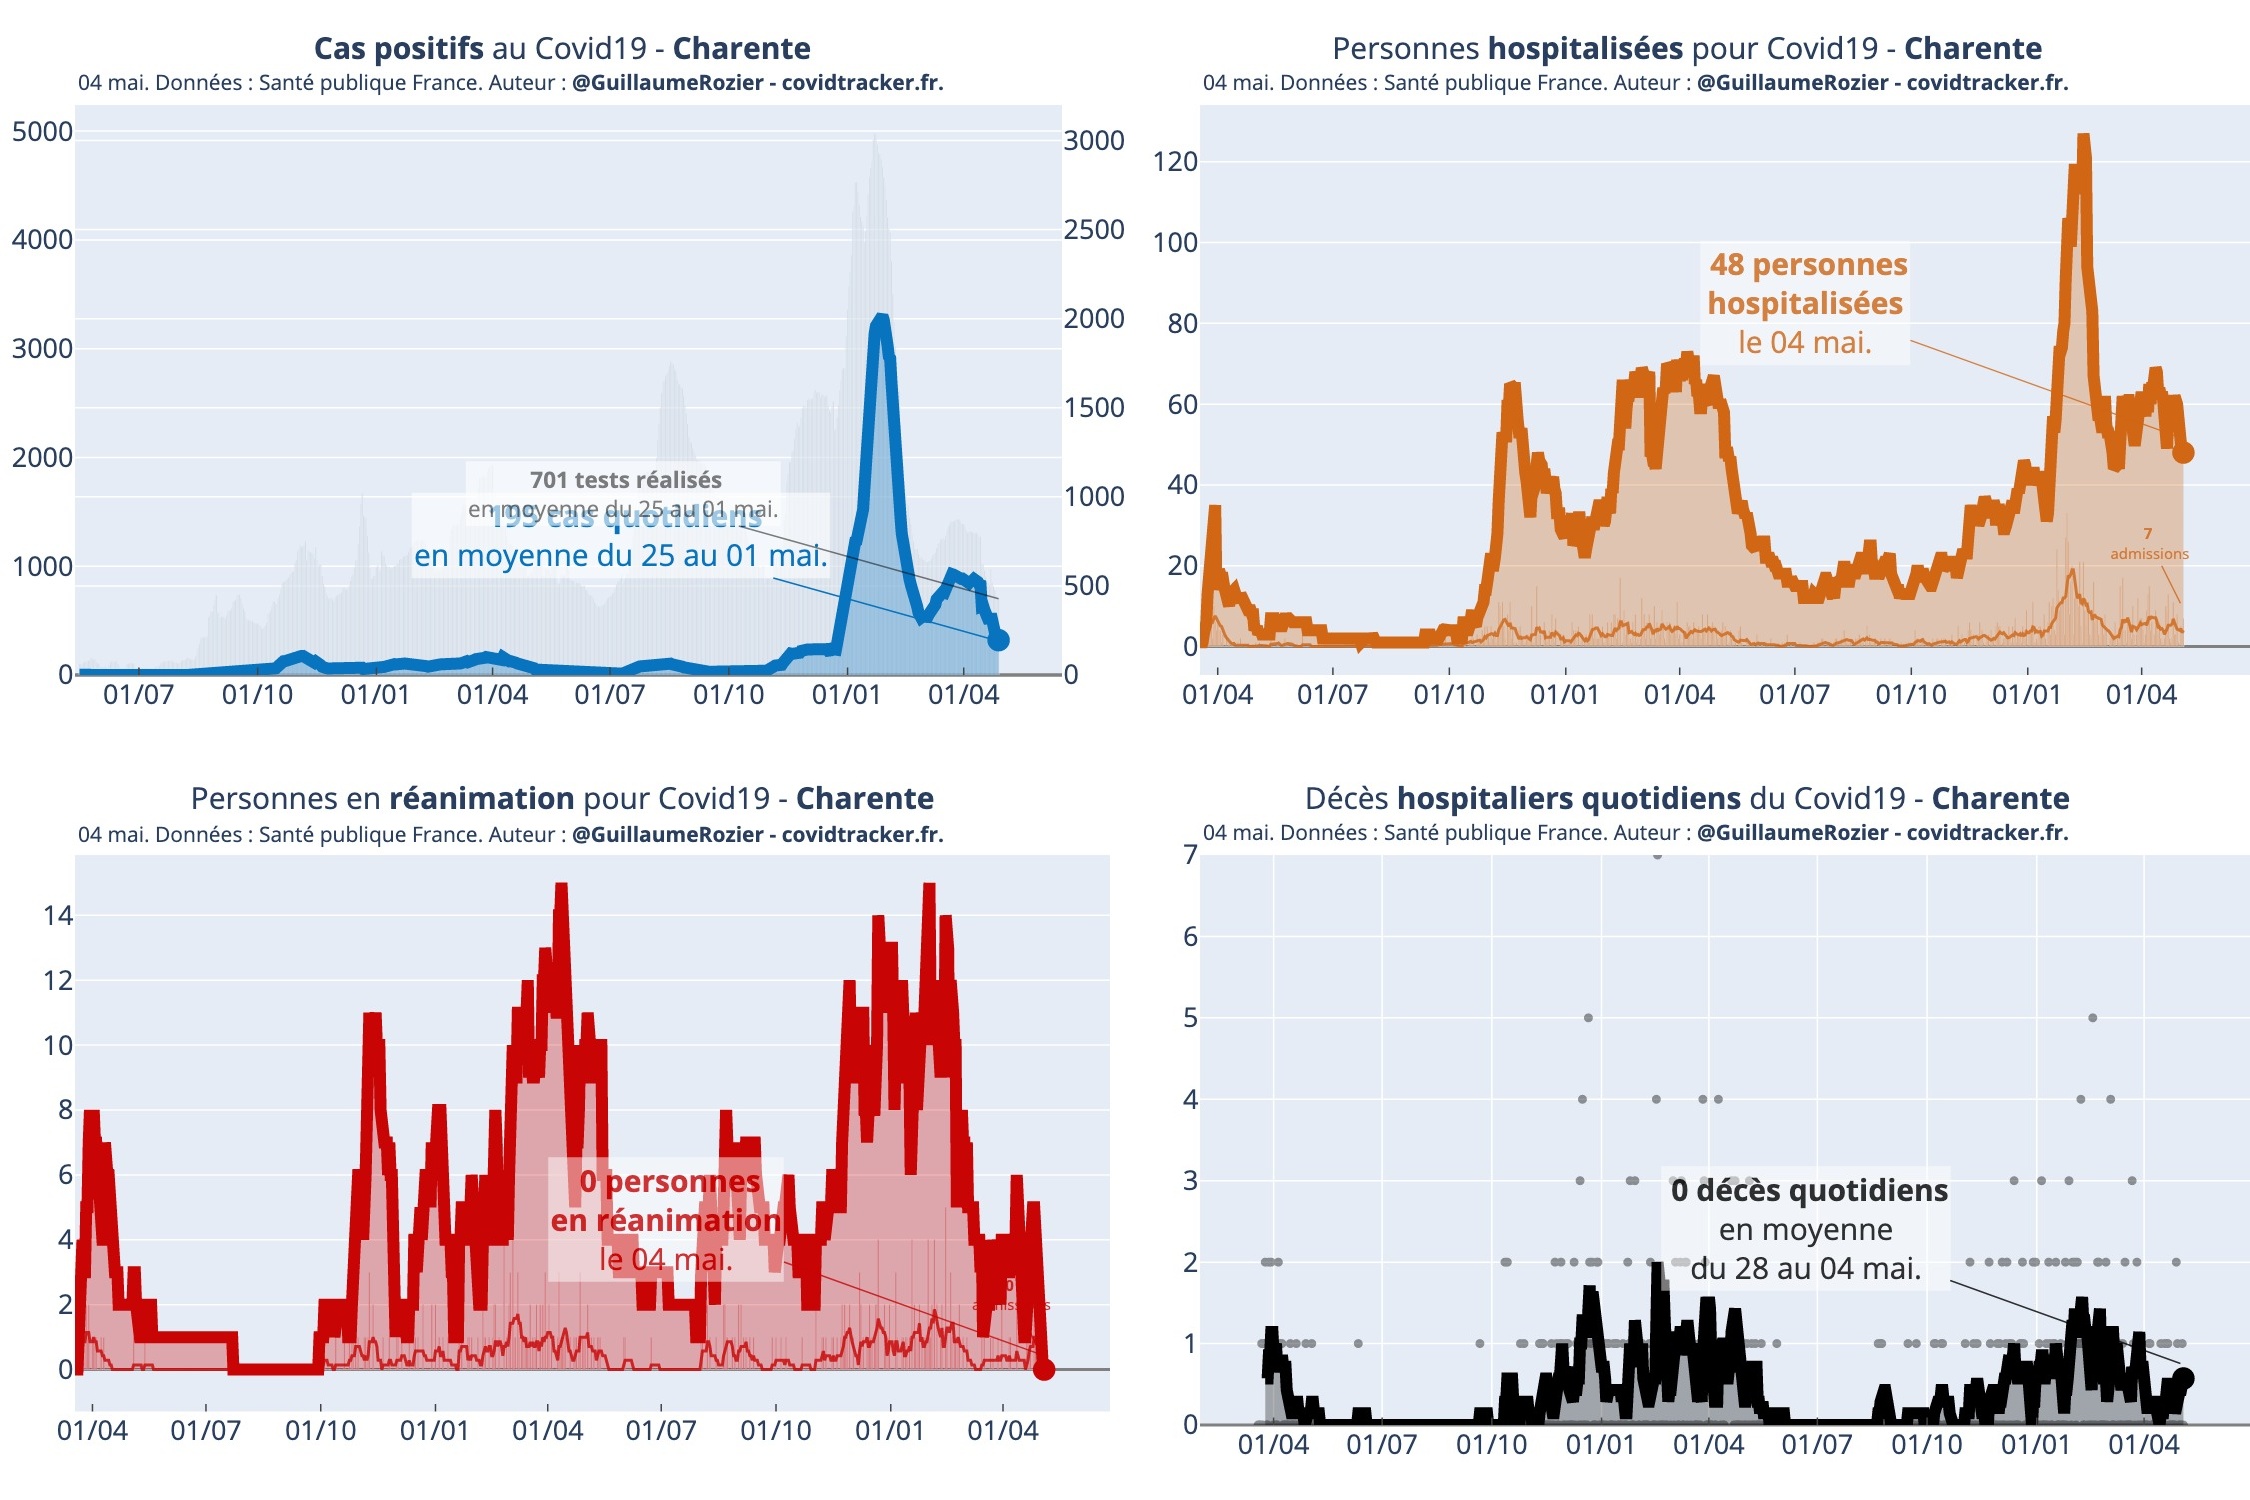 Cas positifs au Covid19 - Charente
04 mai. Données : Santé publique France. Auteur : @GuillaumeRozier - covidtracker.fr.
5000
4000
3000
2000
1000
0
3000
2500
2000
1500
1000
500
0
701 tests réalisés
en moyenne du 25 au 01 mai.
cas quotidiens
en moyenne du 25 au 01 mai.
01/07 01/10 01/01 01/04 01/07 01/10 01/01 01/04
Personnes hospitalisées pour Covid19 - Charente
04 mai. Données : Santé publique France. Auteur : @GuillaumeRozier - covidtracker.fr.
120
100
80
60
40
20
0
48 personnes
hospitalisées
le 04 mai.
7
admissions
01/04 01/07 01/10 01/01 01/04 01/07 01/10 01/01 01/04
Personnes en réanimation pour Covid19 - Charente
04 mai. Données : Santé publique France. Auteur : @GuillaumeRozier - covidtracker.fr.
14
12
10
8
6
4
2
0
0 personnes
en réanimation
le 04 mai.
0
admissions
01/04 01/07 01/10 01/01 01/04 01/07 01/10 01/01 01/04
Décès hospitaliers quotidiens du Covid19 - Charente
04 mai. Données : Santé publique France. Auteur : @GuillaumeRozier - covidtracker.fr.
7
6
5
4
3
2
1
0
0 décès quotidiens
en moyenne
du 28 au 04 mai.
01/04 01/07 01/10 01/01 01/04 01/07 01/10 01/01 01/04